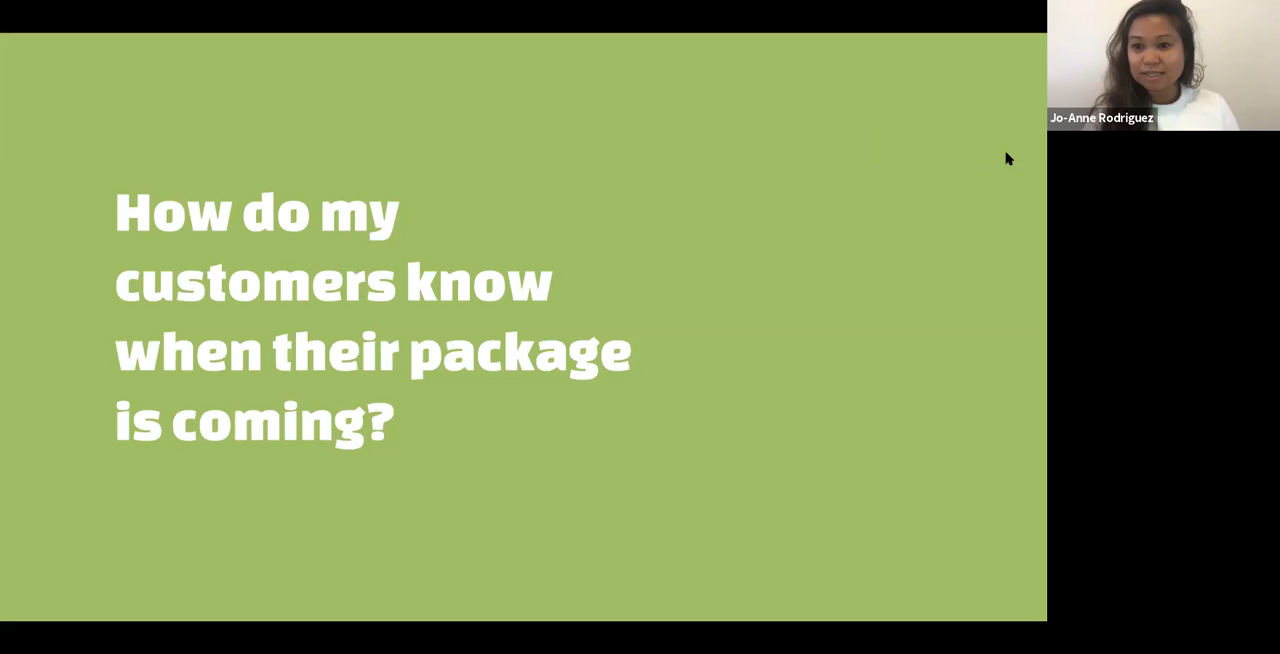 How do my
customers know
when their package
is coming?
Jo-Anne Rodriguez